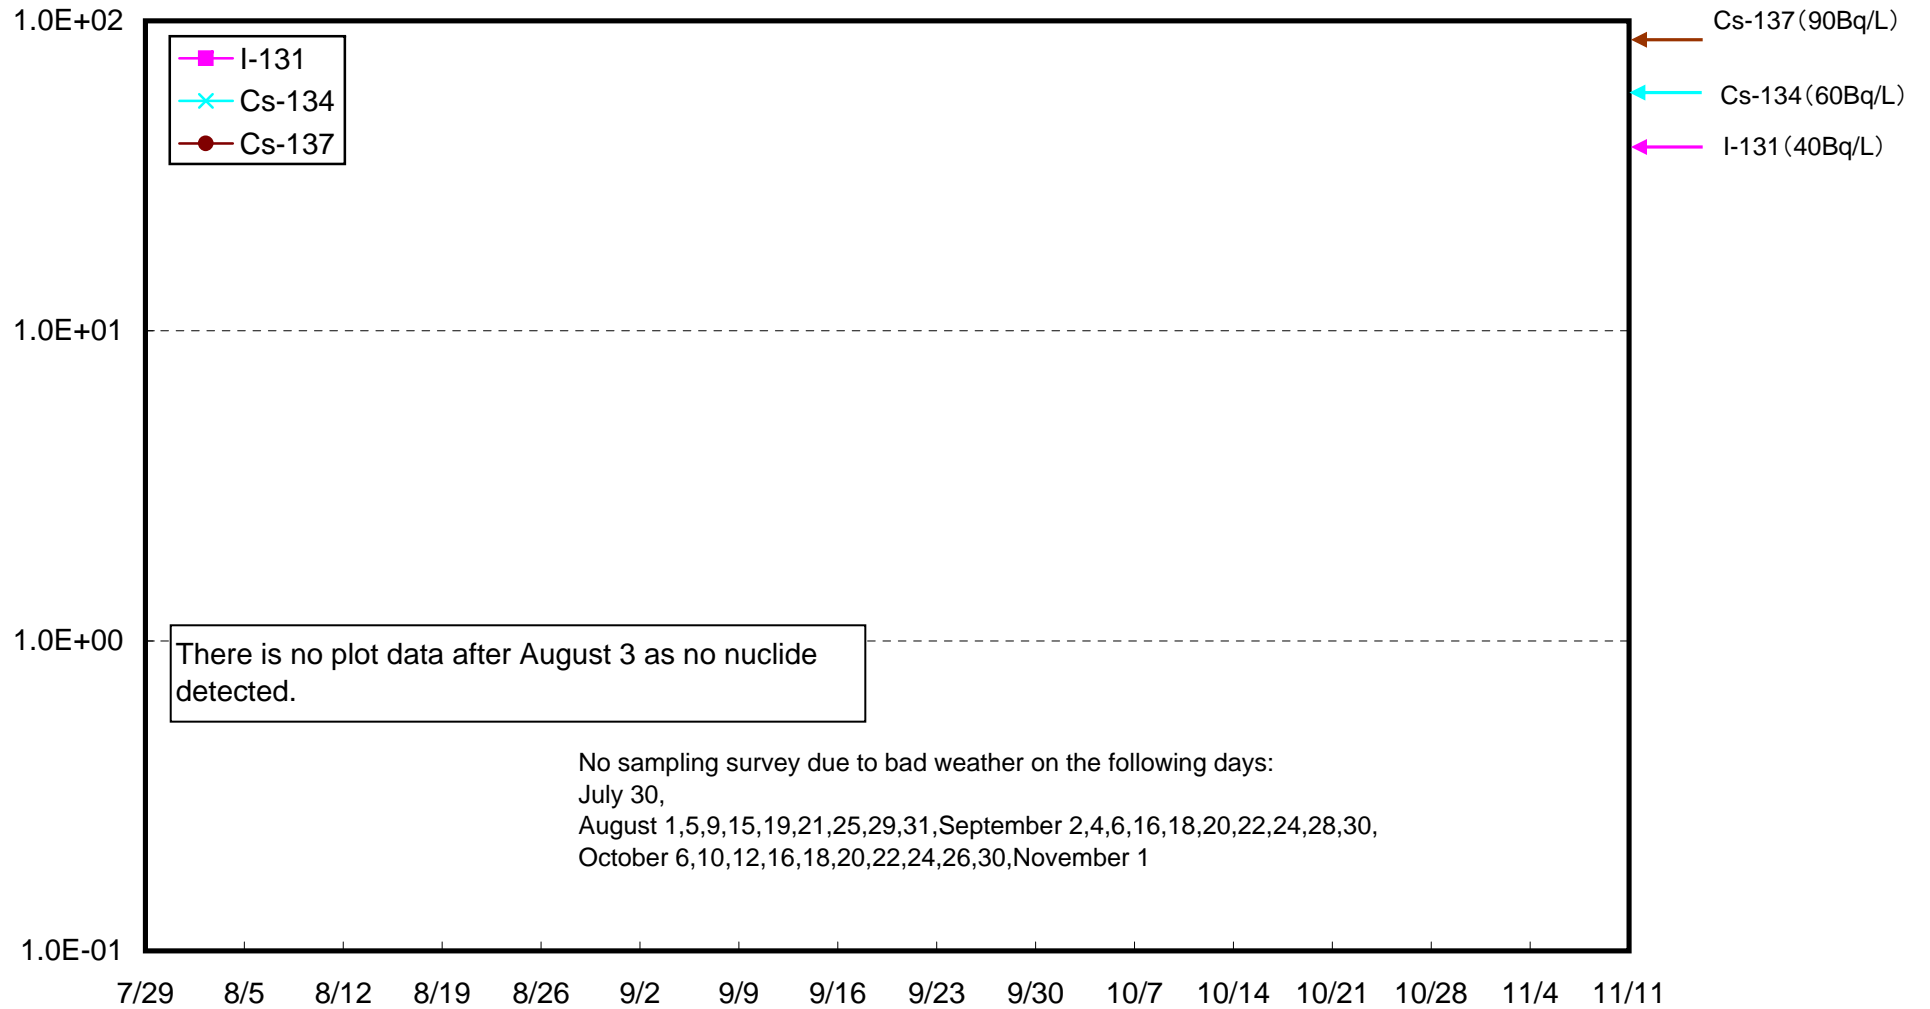 1.0E+02
1.0E+01
1.0E+00
1.0E-01
I-131
Cs-134
Cs-137
Cs-137（90Bq/L）
Cs-134（60Bq/L）
I-131（40Bq/L）
There is no plot data after August 3 as no nuclide
detected.
No sampling survey due to bad weather on the following days:
July 30,
August 1,5,9,15,19,21,25,29,31,September 2,4,6,16,18,20,22,24,28,30,
October 6,10,12,16,18,20,22,24,26,30,November 1
7/29 8/5 8/12 8/19 8/26 9/2 9/9 9/16 9/23 9/30 10/7 10/14 10/21 10/28 11/4 11/11